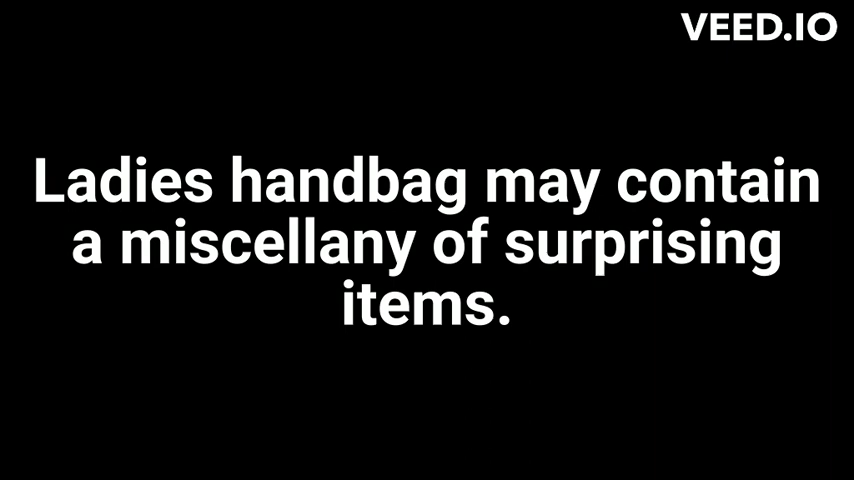 VEED.IO
Ladies handbag may contain
a miscellany of surprising
items.